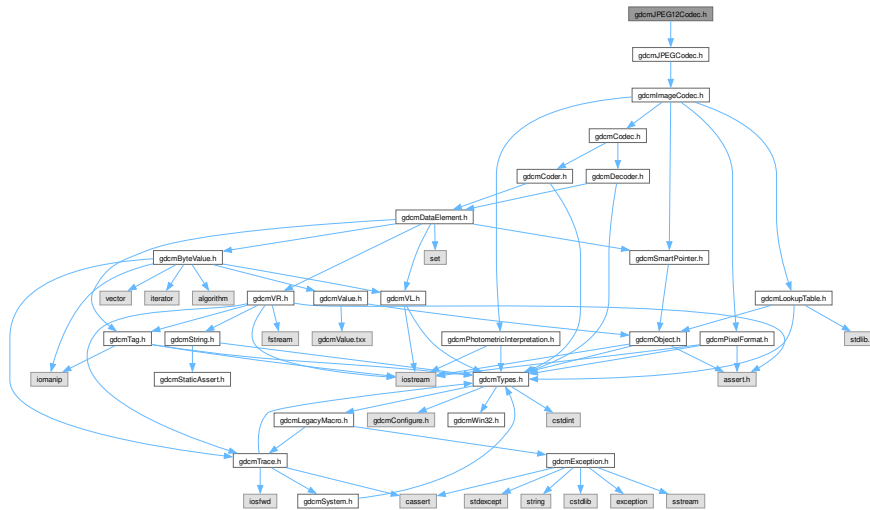 gdcmJPEG12Codec.h
gdcmJPEGCodec.h
gdcmImageCodec.h
gdcmCodec.h
gdcmCoder.h
gdcmDecoder.h
gdcmDataElement.h
gdcmByteValue.h
set
gdcmSmartPointer.h
vector
iterator
algorithm
gdcmVR.h
gdcmValue.h
gdcmVL.h
gdcmLookupTable.h
gdcmTag.h
gdcmString.h
fstream
gdcmValue.txx
gdcmPhotometricInterpretation.h
gdcmObject.h
gdcmPixelFormat.h
stdlib.
iomanip
gdcmStaticAssert.h
iostream
gdcmTypes.h
assert.h
gdcmLegacyMacro.h
gdcmConfigure.h
gdcmWin32.h
cstdint
gdcmTrace.h
gdcmException.h
iosfwd
gdcmSystem.h
cassert
stdexcept
string
cstdlib
exception
sstream